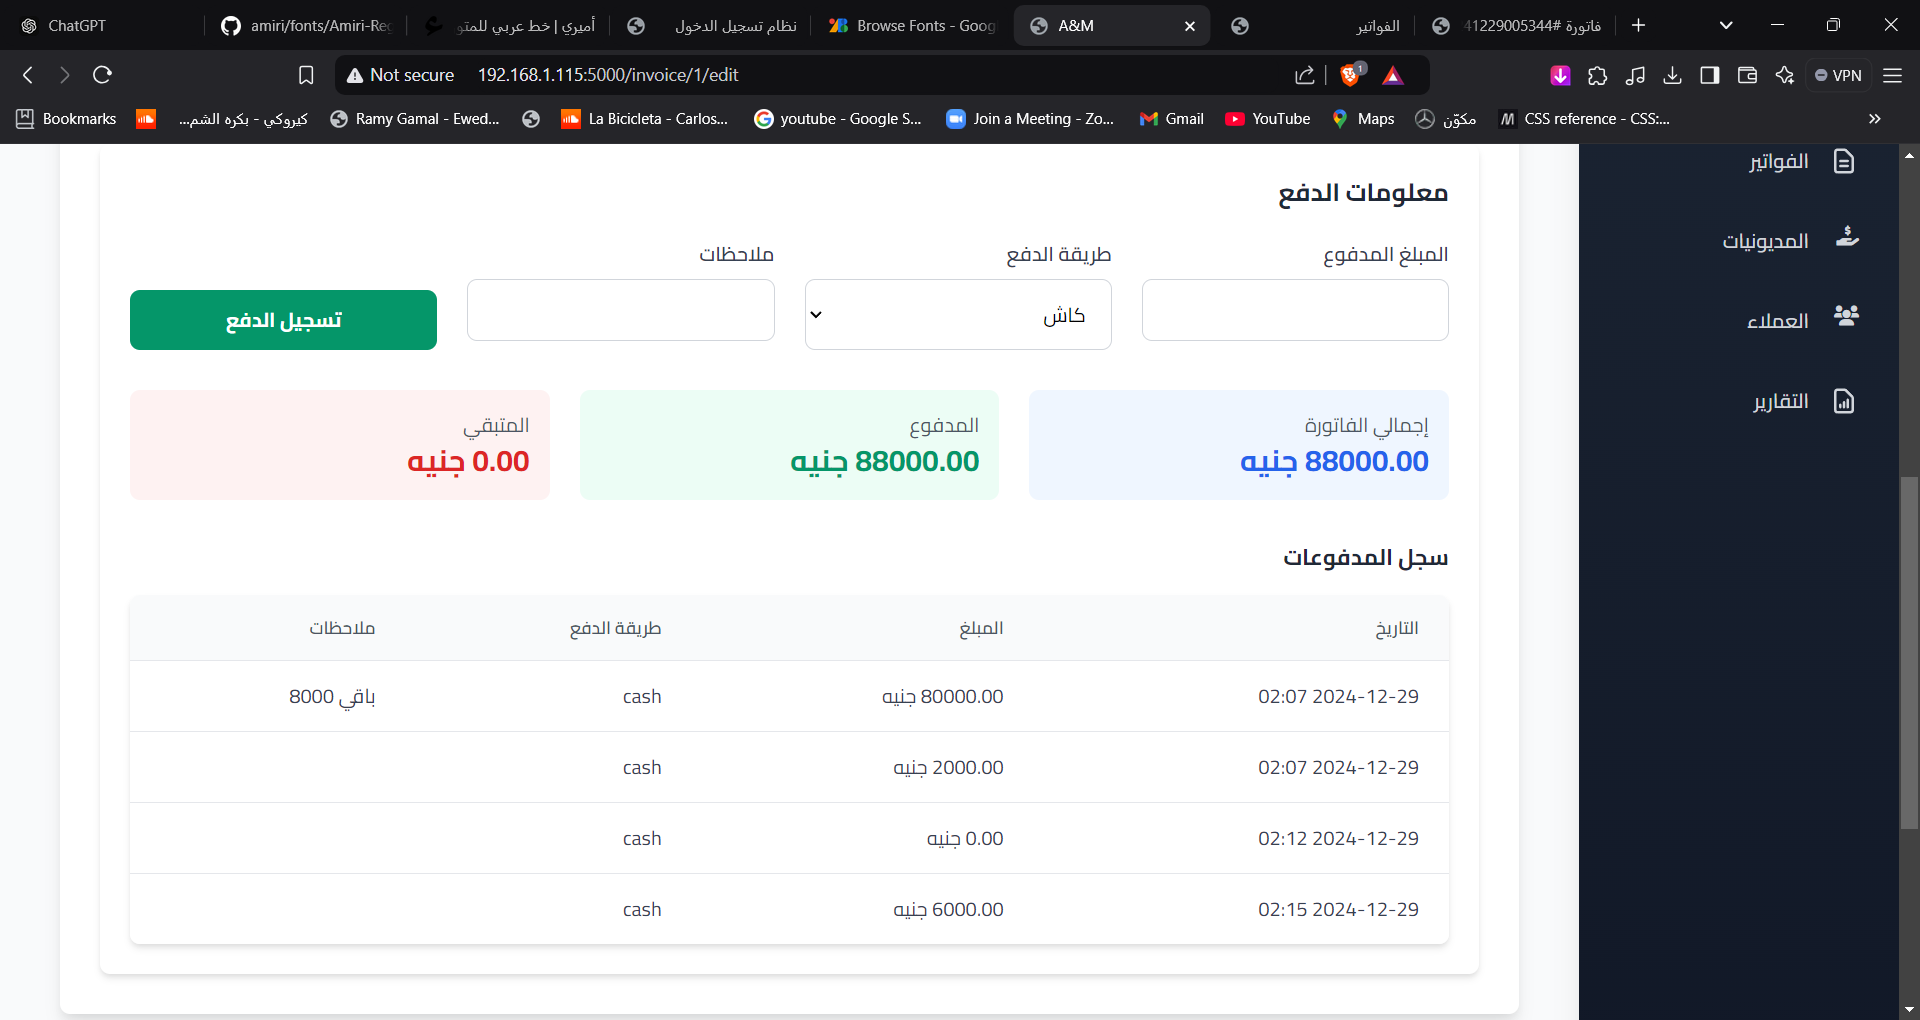 ChatGPT
amiri/fonts/Amiri-Reg
أميري | خط عربي للمتو
نظام تسجيل الدخول
Browse Fonts - Goog
A&M
الفواتير
فاتورة #41229005344
Not secure 192.168.1.115:5000/invoice/1/edit
1
VPN
Bookmarks
كيروكي - بكره الشم...
Ramy Gamal - Ewed...
La Bicicleta - Carlos...
youtube - Google S...
Join a Meeting - Zo...
Gmail
YouTube
Maps
مكوّن
CSS reference - CSS:...
الفواتير
المديونيات
العملاء
التقارير
معلومات الدفع
المبلغ المدفوع
طريقة الدفع
ملاحظات
كاش
تسجيل الدفع
إجمالي الفاتورة
88000.00 جنيه
المدفوع
88000.00 جنيه
المتبقي
0.00 جنيه
سجل المدفوعات
التاريخ المبلغ طريقة الدفع ملاحظات
02:07 2024-12-29 80000.00 جنيه cash باقي 8000
02:07 2024-12-29 2000.00 جنيه cash
02:12 2024-12-29 0.00 جنيه cash
02:15 2024-12-29 6000.00 جنيه cash